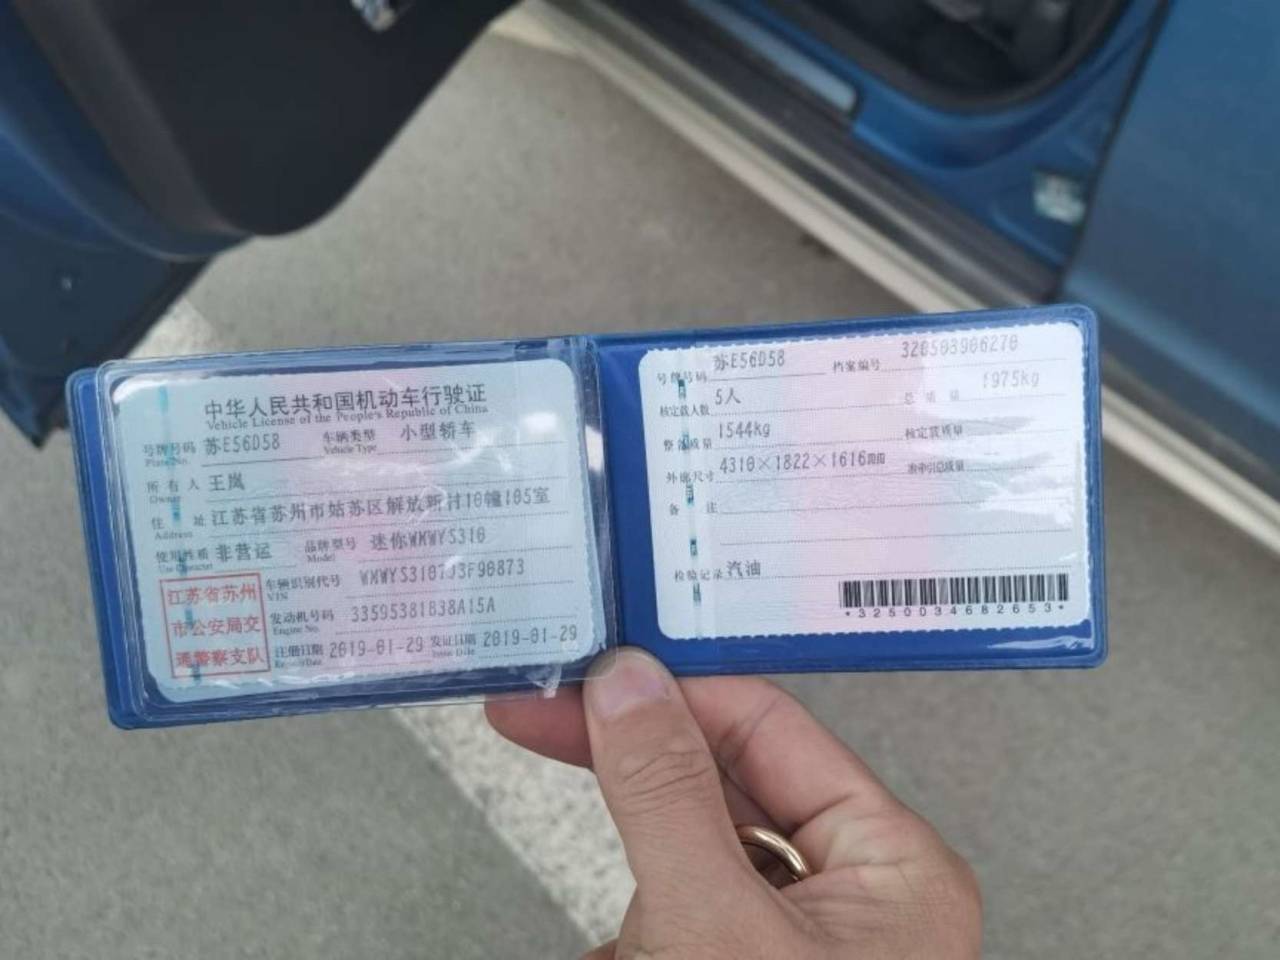 中华人民共和国机动车行驶证
Vehicle License of the People's Republic of China
号牌号码 苏E56D58 车辆类型 小型轿车
Plate No. Vehicle Type
所有人 王岚
Owner
住址 江苏省苏州市姑苏区解放新村10幢105室
Address
使用性质 非营运 品牌型号 迷你WMWYS310
Use Character Model
江苏省苏州
市公安局交
通警察支队
车辆识别代号
VIN
发动机号码 33595381B38A15A
Engine No.
注册日期 2019-01-29 发证日期 2019-01-29
Register Date Issue Date
号牌号码 苏E56D58 档案编号 320503906270
核定载人数 5人 总质量 1975kg
整备质量 1544kg 核定载质量
外廓尺寸 4310×1822×1616mm 准牵引总质量
备注
检验记录 汽油
*3250034682653*